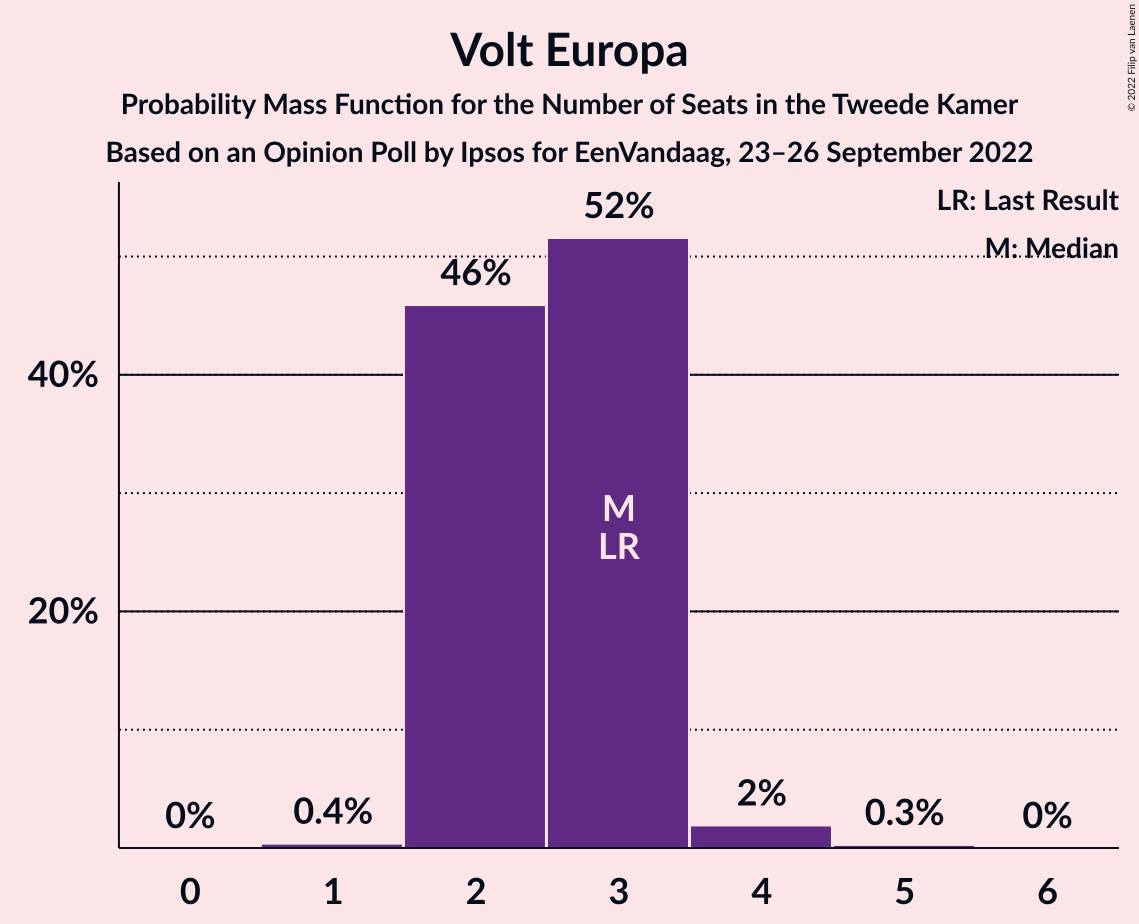 Volt Europa
Probability Mass Function for the Number of Seats in the Tweede Kamer
Based on an Opinion Poll by Ipsos for EenVandaag, 23–26 September 2022
© 2022 Filip van Laenen
LR: Last Result
M: Median
52%
46%
40%
M
LR
20%
0%
0.4%
2%
0.3%
0%
0
1
2
3
4
5
6